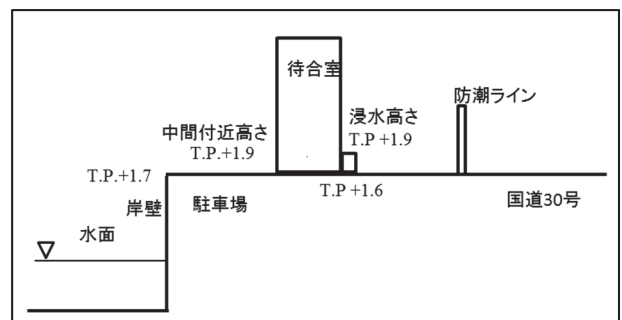 待合室
防潮ライン
浸水高さ
T.P +1.9
中間付近高さ
T.P.+1.9
T.P.+1.7
T.P +1.6
岸壁
駐車場
国道30号
水面